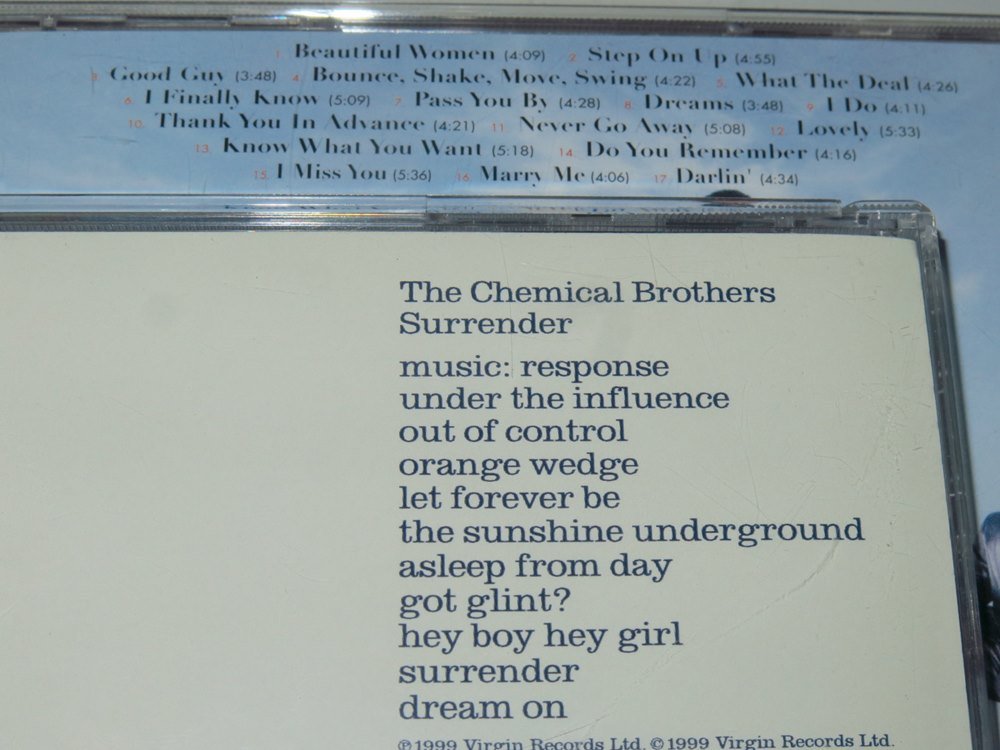 1. Beautiful Women (4:09) 2. Step On Up (4:55)
3. Good Guy (3:48) 4. Bounce, Shake, Move, Swing (4:22) 5. What The Deal (4:26)
6. I Finally Know (5:09) 7. Pass You By (4:28) 8. Dreams (3:48) 9. I Do (4:11)
10. Thank You In Advance (4:21) 11. Never Go Away (5:08) 12. Lovely (5:33)
13. Know What You Want (5:18) 14. Do You Remember (4:16)
15. I Miss You (5:36) 16. Marry Me (4:06) 17. Darlin' (4:34)
The Chemical Brothers
Surrender
music: response
under the influence
out of control
orange wedge
let forever be
the sunshine underground
asleep from day
got glint?
hey boy hey girl
surrender
dream on
℗1999 Virgin Records Ltd. ©1999 Virgin Records Ltd.